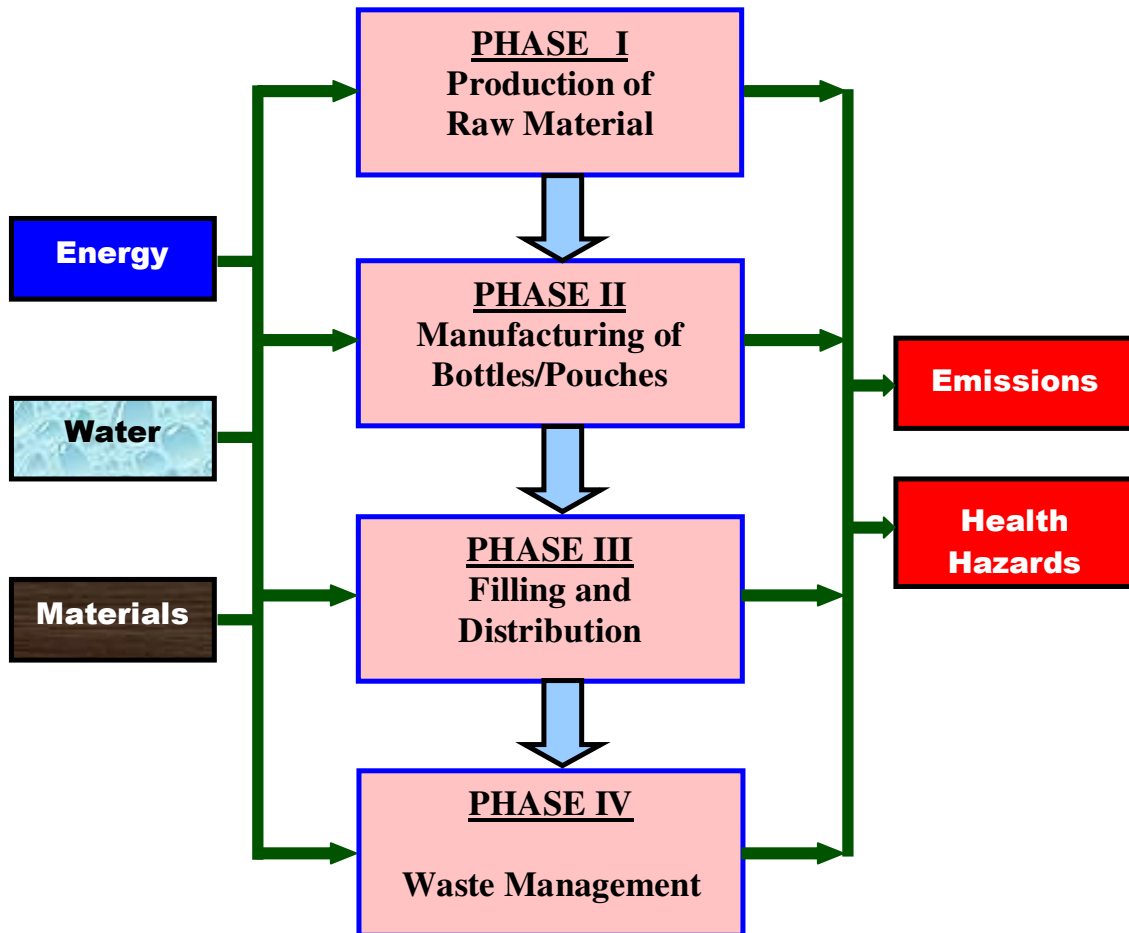 PHASE I
Production of
Raw Material
Energy
PHASE II
Manufacturing of
Bottles/Pouches
Emissions
Water
Health
Hazards
PHASE III
Filling and
Distribution
Materials
PHASE IV
Waste Management